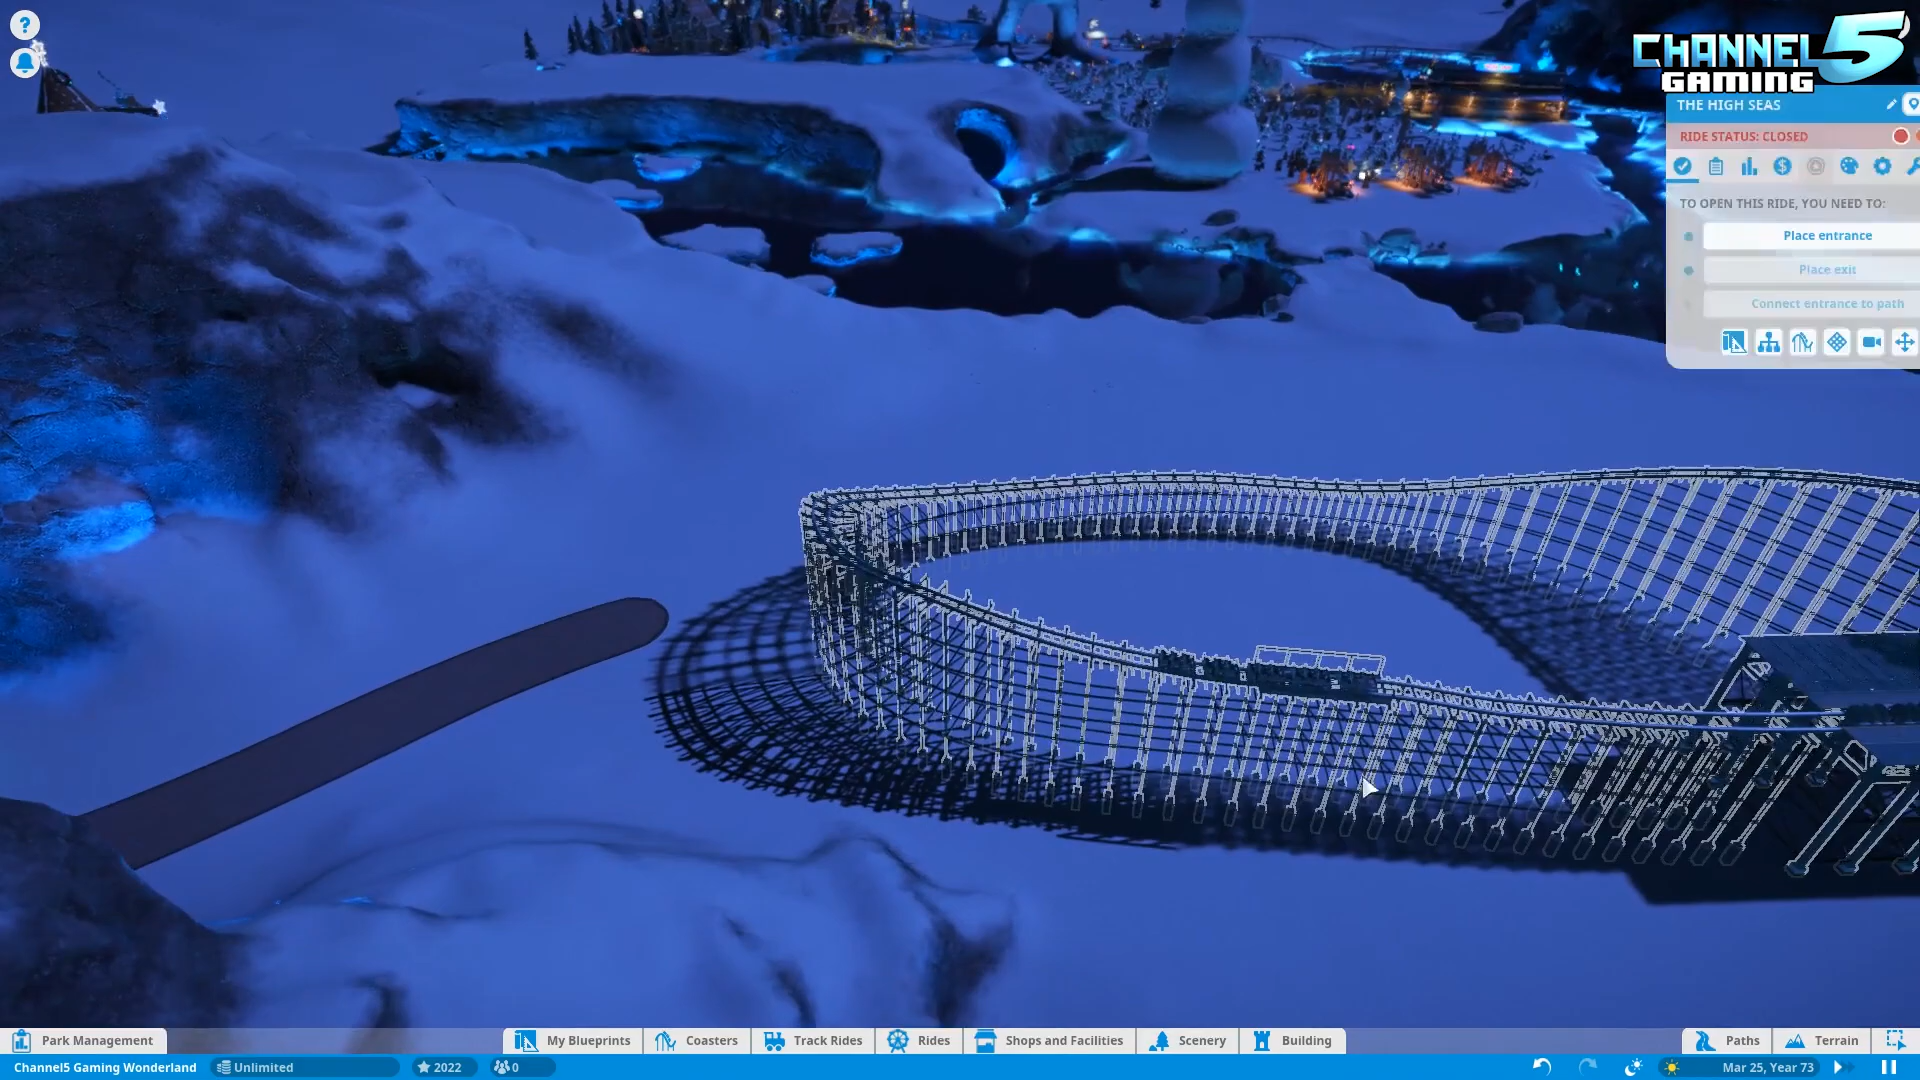 ?
CHANNEL 5
GAMING
THE HIGH SEAS
RIDE STATUS: CLOSED
TO OPEN THIS RIDE, YOU NEED TO:
Place entrance
Place exit
Connect entrance to path
Park Management
My Blueprints
Coasters
Track Rides
Rides
Shops and Facilities
Scenery
Building
Paths
Terrain
Channel5 Gaming Wonderland
Unlimited
2022
0
Mar 25, Year 73